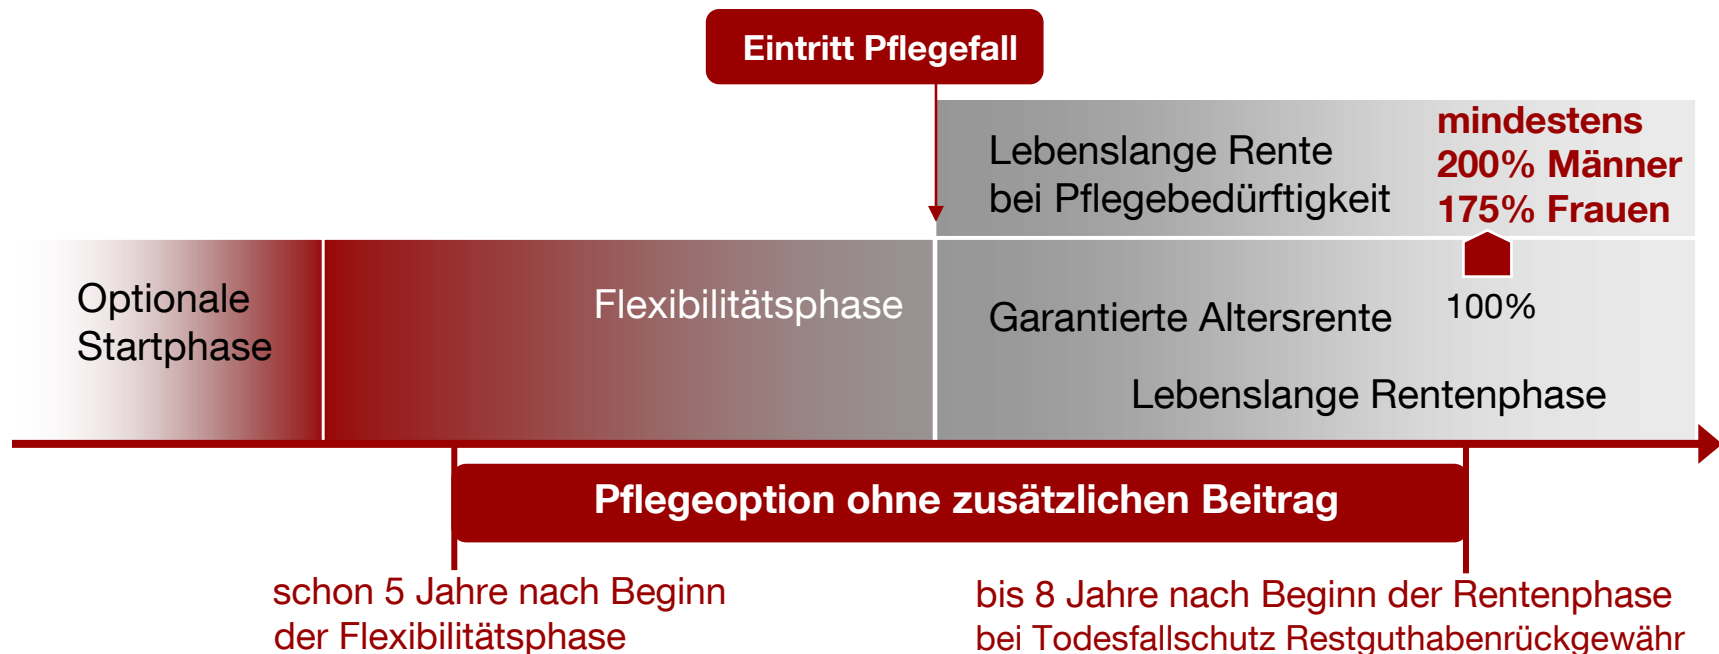 Eintritt Pflegefall
Lebenslange Rente
bei Pflegebedürftigkeit
mindestens
200% Männer
175% Frauen
Optionale
Startphase
Flexibilitätsphase
Garantierte Altersrente
100%
Lebenslange Rentenphase
Pflegeoption ohne zusätzlichen Beitrag
schon 5 Jahre nach Beginn
der Flexibilitätsphase
bis 8 Jahre nach Beginn der Rentenphase
bei Todesfallschutz Restguthabenrückgewähr